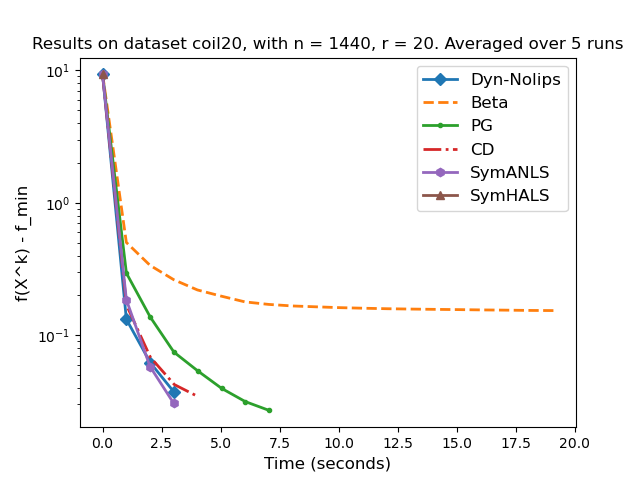 Results on dataset coil20, with n = 1440, r = 20. Averaged over 5 runs
f(X^k) - f_min
10^1
10^0
10^-1
Dyn-Nolips
Beta
PG
CD
SymANLS
SymHALS
0.0 2.5 5.0 7.5 10.0 12.5 15.0 17.5 20.0
Time (seconds)